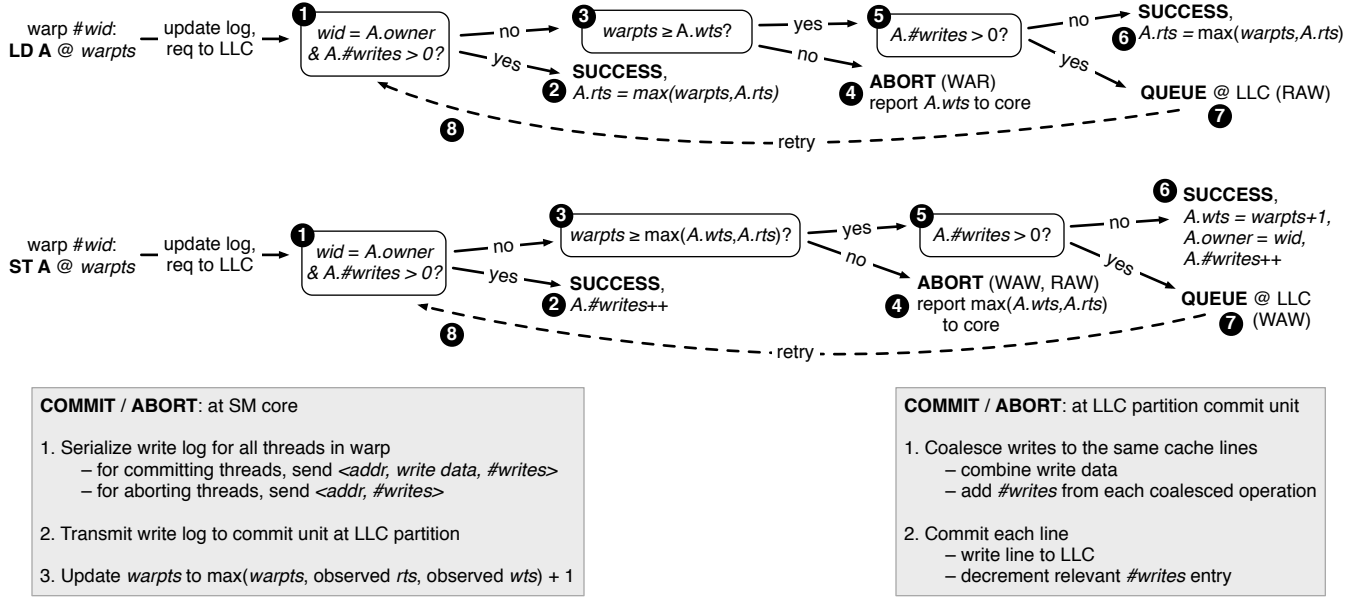 warp #wid:
LD A @ warpts
update log,
req to LLC
1
wid = A.owner
& A.#writes > 0?
no
yes
3
warpts ≥ A.wts?
2
SUCCESS,
A.rts = max(warpts,A.rts)
yes
no
5
A.#writes > 0?
4
ABORT (WAR)
report A.wts to core
no
yes
6
SUCCESS,
A.rts = max(warpts,A.rts)
QUEUE @ LLC (RAW)
7
8
retry
warp #wid:
ST A @ warpts
update log,
req to LLC
1
wid = A.owner
& A.#writes > 0?
no
yes
3
warpts ≥ max(A.wts,A.rts)?
2
SUCCESS,
A.#writes++
yes
no
5
A.#writes > 0?
4
ABORT (WAW, RAW)
report max(A.wts,A.rts)
to core
no
yes
6
SUCCESS,
A.wts = warpts+1,
A.owner = wid,
A.#writes++
QUEUE @ LLC
7
(WAW)
8
retry
COMMIT / ABORT: at SM core
1. Serialize write log for all threads in warp
– for committing threads, send <addr, write data, #writes>
– for aborting threads, send <addr, #writes>
2. Transmit write log to commit unit at LLC partition
3. Update warpts to max(warpts, observed rts, observed wts) + 1
COMMIT / ABORT: at LLC partition commit unit
1. Coalesce writes to the same cache lines
– combine write data
– add #writes from each coalesced operation
2. Commit each line
– write line to LLC
– decrement relevant #writes entry